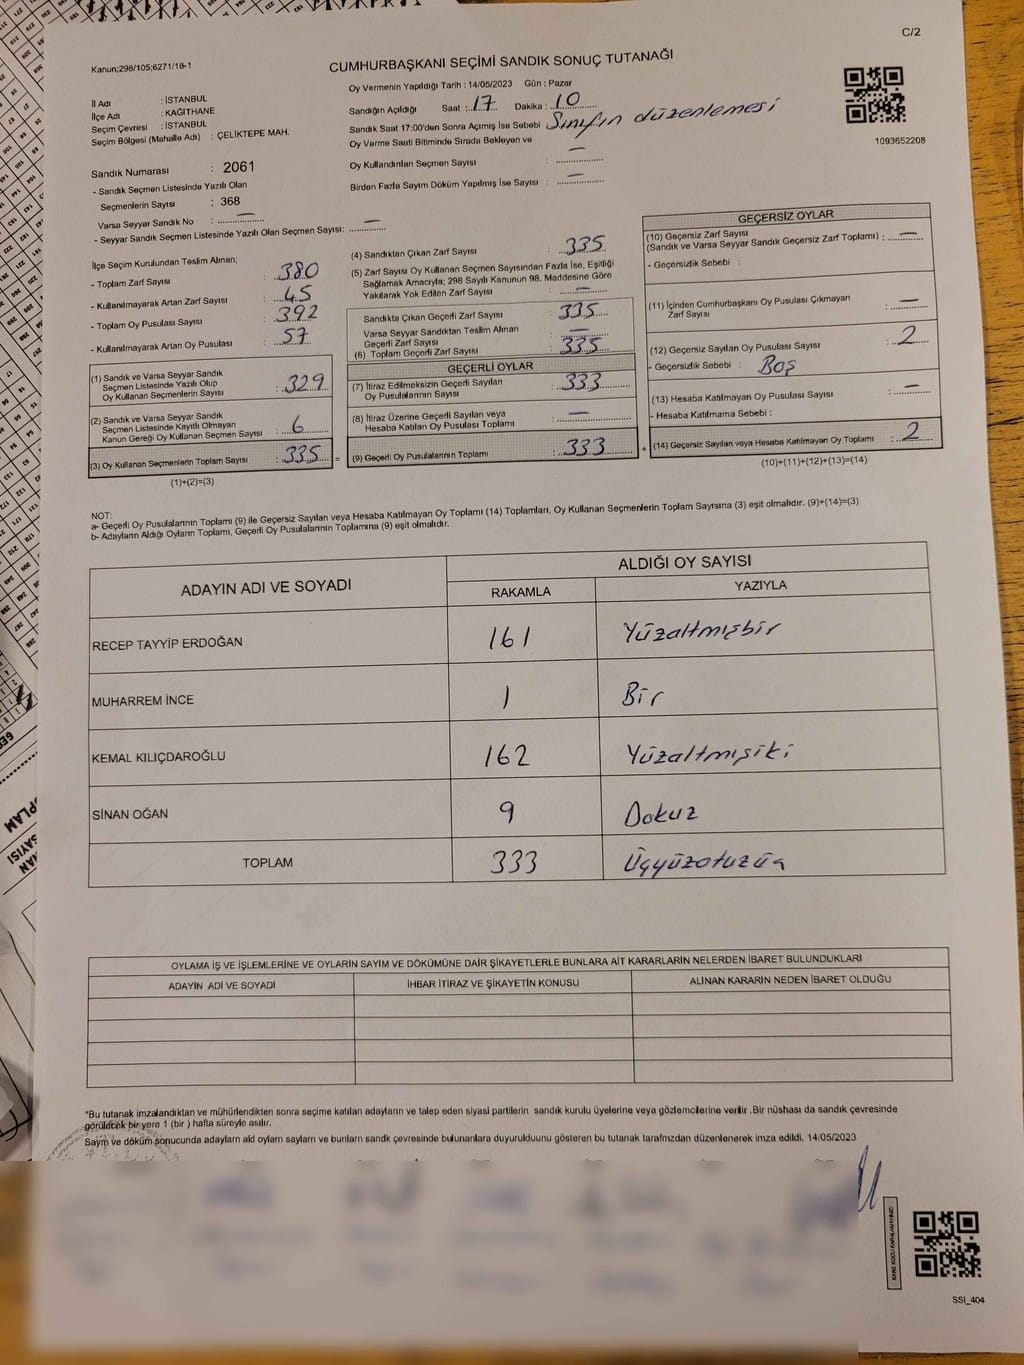 C/2
Kanun;298/105;6271/16-1
CUMHURBAŞKANI SEÇİMİ SANDIK SONUÇ TUTANAĞI
Oy Vermenin Yapıldığı Tarih : 14/05/2023 Gün : Pazar
İl Adı : İSTANBUL
İlçe Adı : KAGITHANE
Seçim Çevresi : İSTANBUL
Seçim Bölgesi (Mahalle Adı) : ÇELİKTEPE MAH.
Sandığın Açıldığı Saat : 17 Dakika : 10
Sandık Saat 17:00'den Sonra Açımış İse Sebebi Sınıfın düzenlemesi
Oy Verme Saati Bitiminde Sırada Bekleyen ve
Oy Kullandırılan Seçmen Sayısı : —
Birden Fazla Sayım Döküm Yapılmış İse Sayısı : —
1093652208
Sandık Numarası : 2061
- Sandık Seçmen Listesinde Yazılı Olan
Seçmenlerin Sayısı : 368
Varsa Seyyar Sandık No : —
- Seyyar Sandık Seçmen Listesinde Yazılı Olan Seçmen Sayısı: —
İlçe Seçim Kurulundan Teslim Alınan;
- Toplam Zarf Sayısı : 380
- Kullanılmayarak Artan Zarf Sayısı : 45
- Toplam Oy Pusulası Sayısı : 392
- Kullanılmayarak Artan Oy Pusulası : 57
(1) Sandık ve Varsa Seyyar Sandık
Seçmen Listesinde Yazılı Olup
Oy Kullanan Seçmenlerin Sayısı : 329
(2) Sandık ve Varsa Seyyar Sandık
Seçmen Listesinde Kayıtlı Olmayan
Kanun Gereği Oy Kullanan Seçmen Sayısı : 6
(3) Oy Kullanan Seçmenlerin Toplam Sayısı : 335 =
(1)+(2)=(3)
(4) Sandıktan Çıkan Zarf Sayısı : 335
(5) Zarf Sayısı Oy Kullanan Seçmen Sayısından Fazla İse, Eşitliği
Sağlamak Amacıyla; 298 Sayılı Kanunun 98. Maddesine Göre
Yakılarak Yok Edilen Zarf Sayısı : —
Sandıkta Çıkan Geçerli Zarf Sayısı : 335
Varsa Seyyar Sandıktan Teslim Alınan
Geçerli Zarf Sayısı : —
(6) Toplam Geçerli Zarf Sayısı : 335
GEÇERLİ OYLAR
(7) İtiraz Edilmeksizin Geçerli Sayılan
Oy Pusulasının Sayısı : 333
(8) İtiraz Üzerine Geçerli Sayılan veya
Hesaba Katılan Oy Pusulası Toplamı : —
(9) Geçerli Oy Pusulalarının Toplamı : 333 +
GEÇERSİZ OYLAR
(10) Geçersiz Zarf Sayısı
(Sandık ve Varsa Seyyar Sandık Geçersiz Zarf Toplamı) : —
- Geçersizlik Sebebi :
(11) İçinden Cumhurbaşkanı Oy Pusulası Çıkmayan
Zarf Sayısı : —
(12) Geçersiz Sayılan Oy Pusulası Sayısı : 2
- Geçersizlik Sebebi : Boş
(13) Hesaba Katılmayan Oy Pusulası Sayısı : —
- Hesaba Katılmama Sebebi :
(14) Geçersiz Sayılan veya Hesaba Katılmayan Oy Toplamı : 2
(10)+(11)+(12)+(13)=(14)
NOT:
a- Geçerli Oy Pusulalarının Toplamı (9) ile Geçersiz Sayılan veya Hesaba Katılmayan Oy Toplamı (14) Toplamları, Oy Kullanan Seçmenlerin Toplam Sayısına (3) eşit olmalıdır. (9)+(14)=(3)
b- Adayların Aldığı Oyların Toplamı, Geçerli Oy Pusulalarının Toplamına (9) eşit olmalıdır.
ADAYIN ADI VE SOYADI
ALDIĞI OY SAYISI
RAKAMLA YAZIYLA
RECEP TAYYİP ERDOĞAN 161 Yüzaltmışbir
MUHARREM İNCE 1 Bir
KEMAL KILIÇDAROĞLU 162 Yüzaltmışiki
SİNAN OĞAN 9 Dokuz
TOPLAM 333 Üçyüzotuzüç
OYLAMA İŞ VE İŞLEMLERİNE VE OYLARIN SAYIM VE DÖKÜMÜNE DAİR ŞİKAYETLERLE BUNLARA AİT KARARLARIN NELERDEN İBARET BULUNDUKLARI
ADAYIN ADI VE SOYADI İHBAR İTİRAZ VE ŞİKAYETİN KONUSU ALINAN KARARIN NEDEN İBARET OLDUĞU
*Bu tutanak imzalandıktan ve mühürlendikten sonra seçime katılan adayların ve talep eden siyasi partilerin sandık kurulu üyelerine veya gözlemcilerine verilir .Bir nüshası da sandık çevresinde
görülecek bir yere 1 (bir ) hafta süreyle asılır.
Sayım ve döküm sonucunda adayların ald oyların sayların ve bunların sandık çevresinde bulunanlara duyurulduunu gösteren bu tutanak tarafmzdan düzenlenerek imza edildi. 14/05/2023
SSI_404